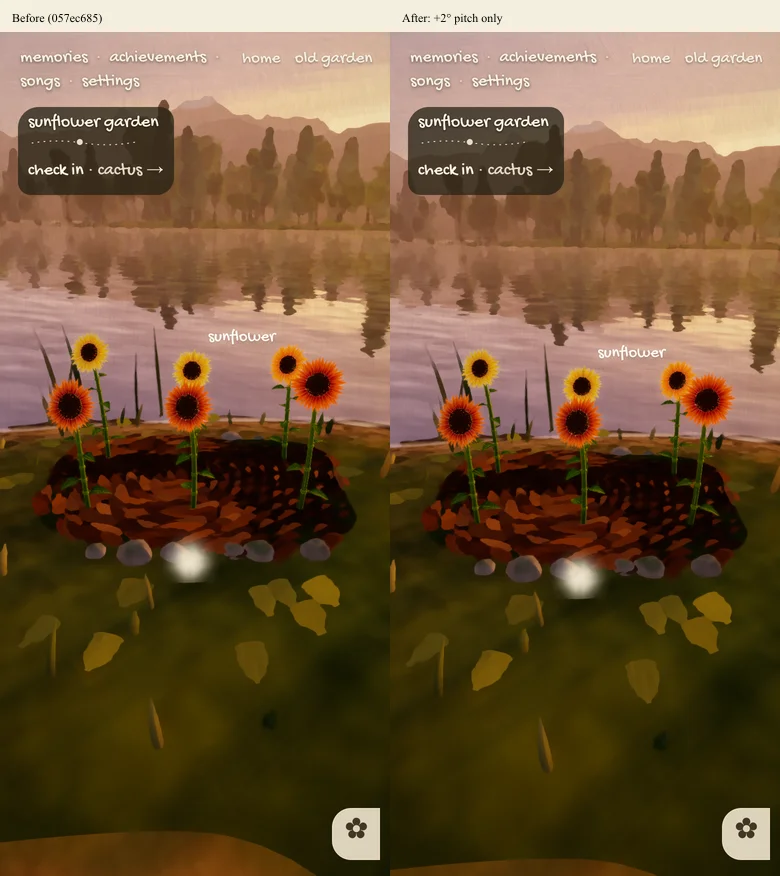 Before (057ec685)
memories · achievements ·
songs · settings
home old garden
sunflower garden
check in · cactus →
sunflower
After: +2° pitch only
memories · achievements ·
songs · settings
home old garden
sunflower garden
check in · cactus →
sunflower